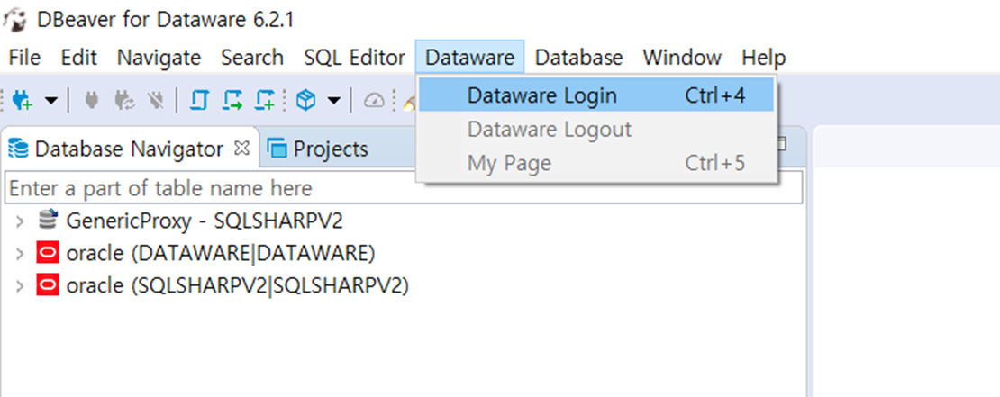 DBeaver for Dataware 6.2.1
File Edit Navigate Search SQL Editor Dataware Database Window Help
Dataware Login Ctrl+4
Dataware Logout
My Page Ctrl+5
Database Navigator Projects
Enter a part of table name here
GenericProxy - SQLSHARPV2
oracle (DATAWARE|DATAWARE)
oracle (SQLSHARPV2|SQLSHARPV2)